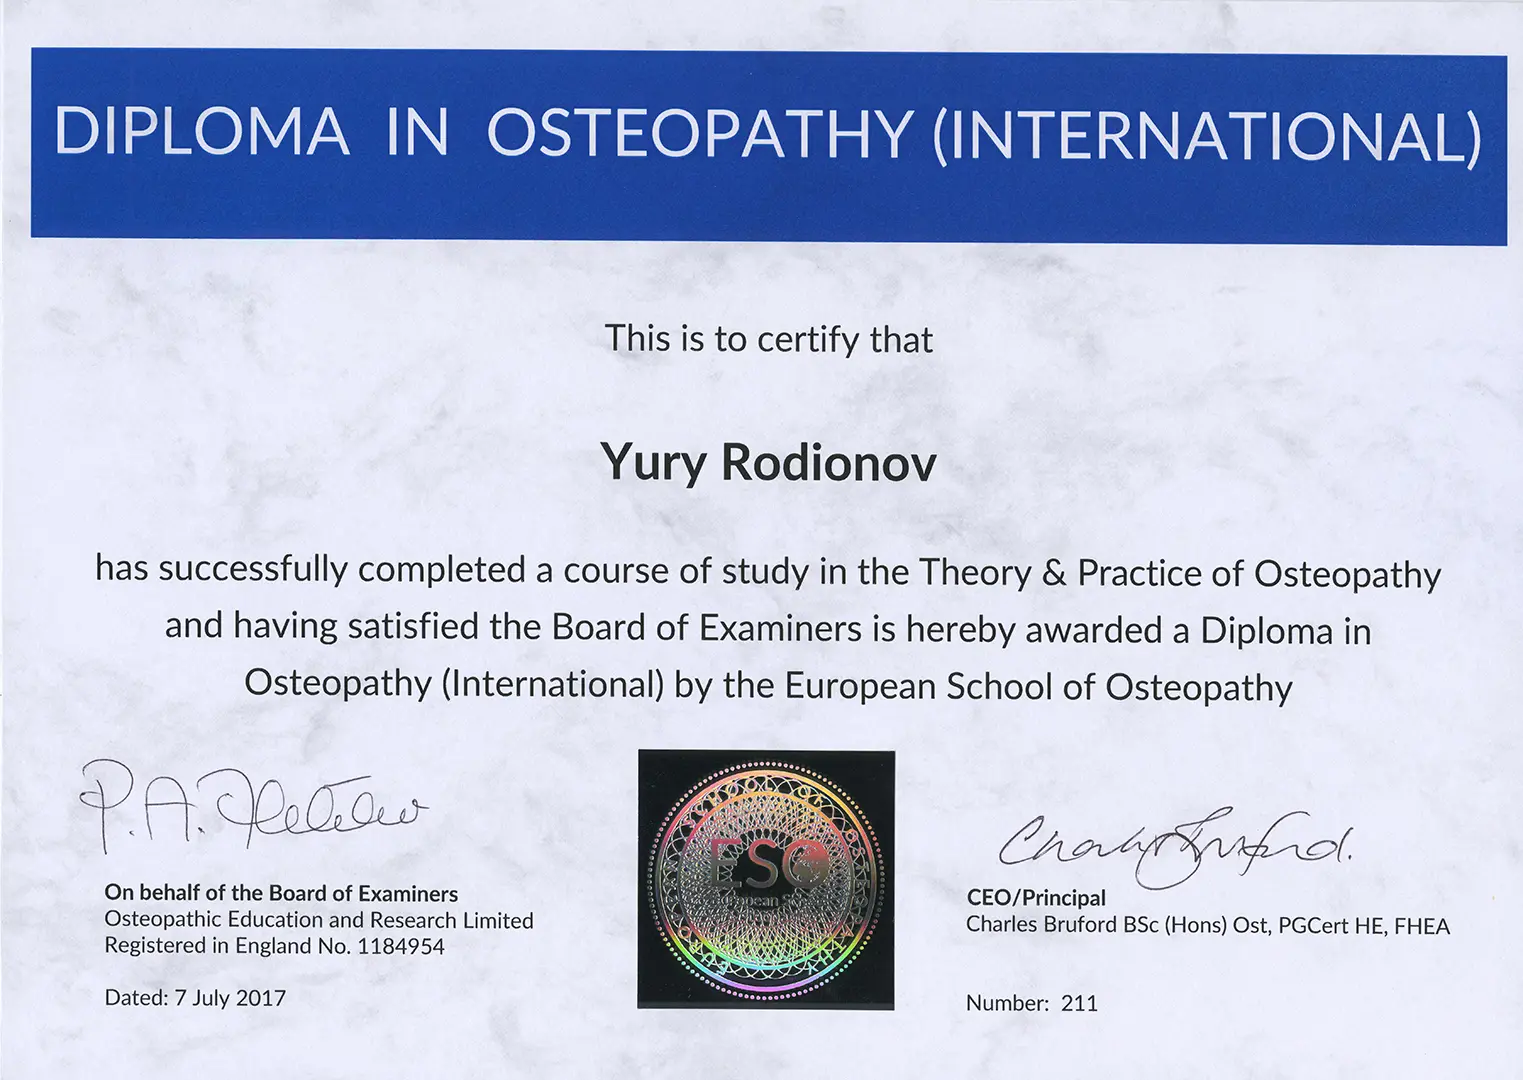 DIPLOMA IN OSTEOPATHY (INTERNATIONAL)
This is to certify that
Yury Rodionov
has successfully completed a course of study in the Theory & Practice of Osteopathy
and having satisfied the Board of Examiners is hereby awarded a Diploma in
Osteopathy (International) by the European School of Osteopathy
P.A.
On behalf of the Board of Examiners
Osteopathic Education and Research Limited
Registered in England No. 1184954
Dated: 7 July 2017
ESO
Charles Bruford.
CEO/Principal
Charles Bruford BSc (Hons) Ost, PGCert HE, FHEA
Number: 211